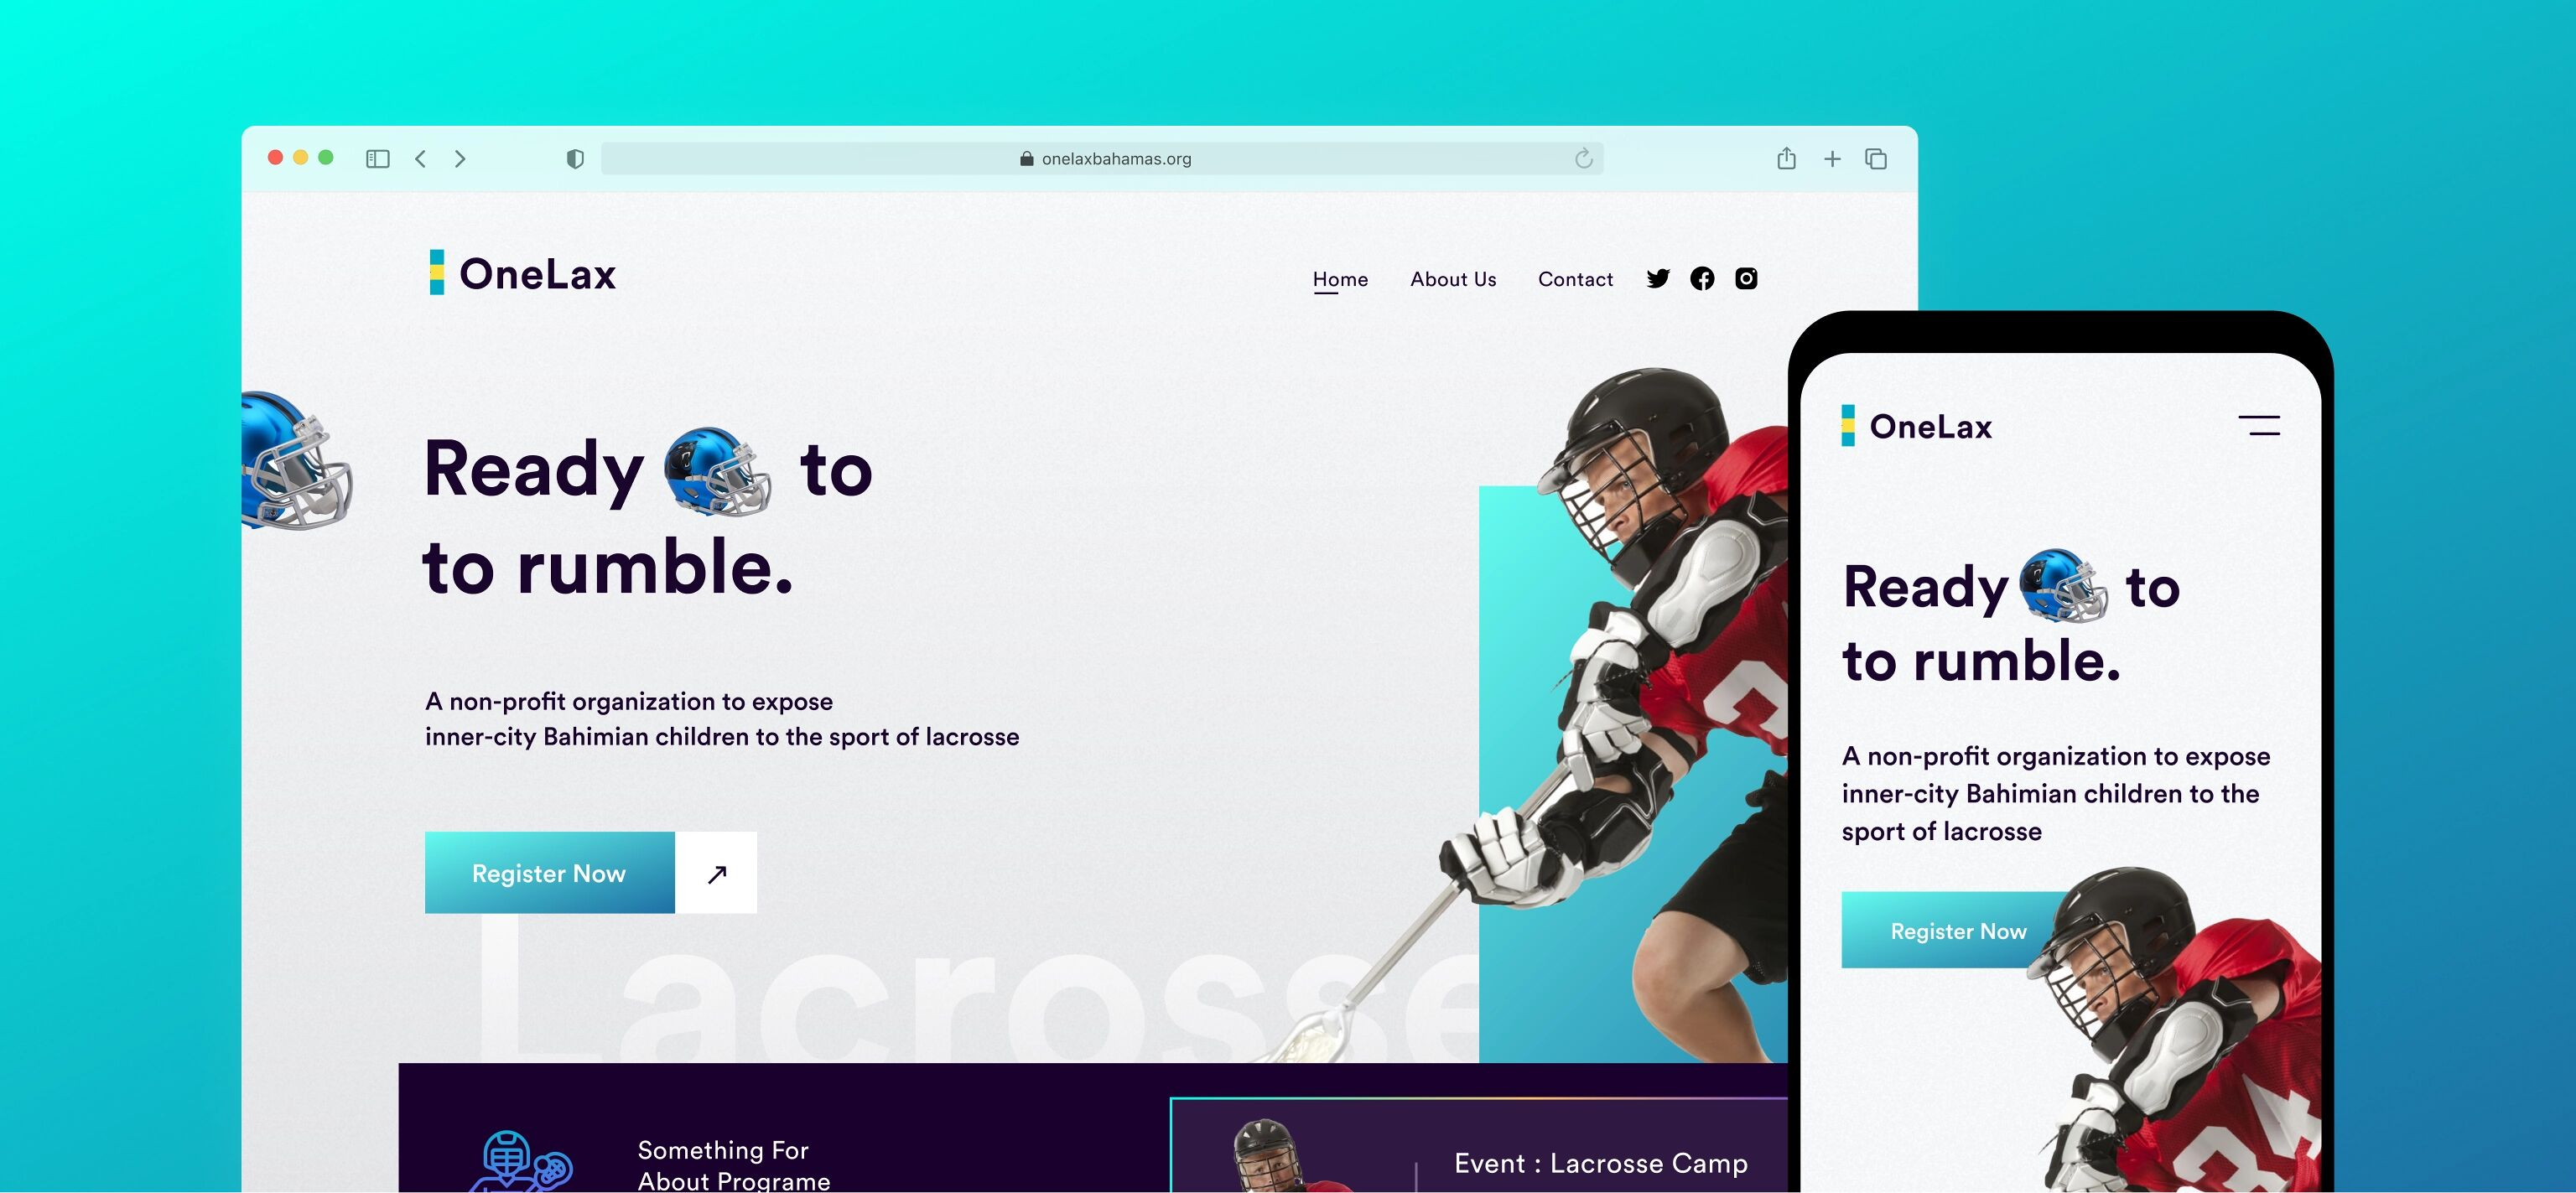 onelaxbahamas.org
OneLax
Home About Us Contact
Ready to
to rumble.
A non-profit organization to expose
inner-city Bahimian children to the sport of lacrosse
Register Now
Lacrosse
Something For
About Programe
Event : Lacrosse Camp
OneLax
Ready to
to rumble.
A non-profit organization to expose
inner-city Bahimian children to the
sport of lacrosse
Register Now
34